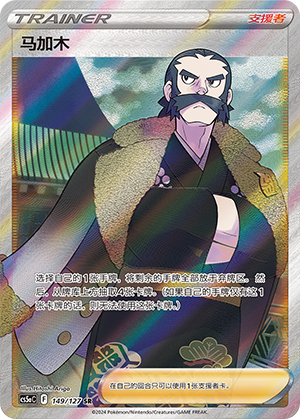 TRAINER 支援者
马加木
选择自己的1张手牌,将剩余的手牌全部放于弃牌区。然
后,从牌库上方抽取4张卡牌。(如果自己的手牌仅有这1
张卡牌的话,则无法使用这张卡牌。)
Illus. Hitoshi Ariga
cs5aC F 149/127 SR
在自己的回合只可以使用1张支援者卡。
©2024 Pokémon/Nintendo/Creatures/GAME FREAK.